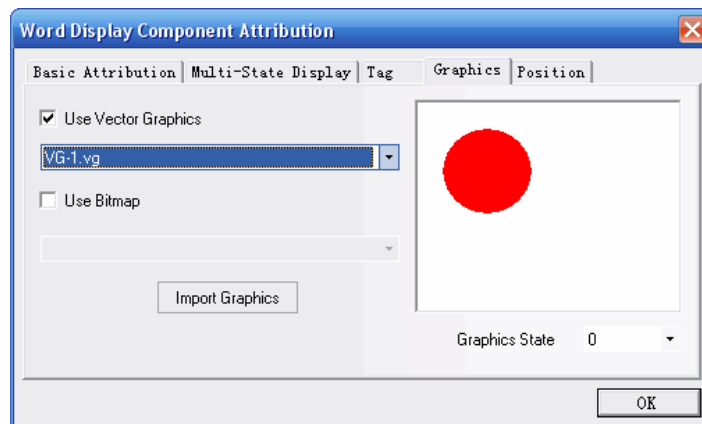 Word Display Component Attribution
Basic Attribution Multi-State Display Tag Graphics Position
Use Vector Graphics
VG-1.vg
Use Bitmap
Import Graphics
Graphics State 0
OK